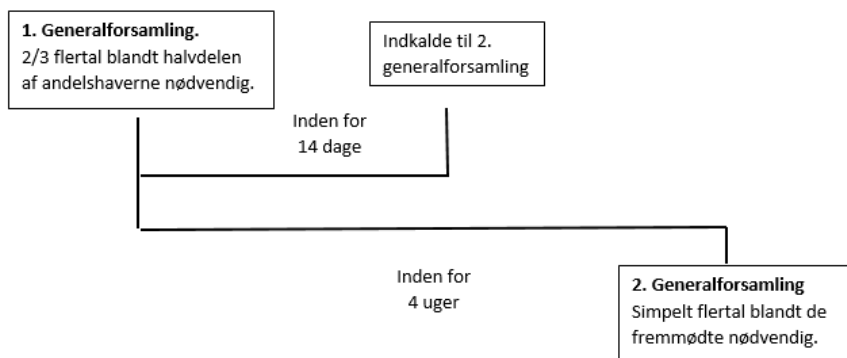 1. Generalforsamling.
2/3 flertal blandt halvdelen
af andelshaverne nødvendig.
Indkalde til 2.
generalforsamling
Inden for
14 dage
Inden for
4 uger
2. Generalforsamling
Simpelt flertal blandt de
fremmødte nødvendig.